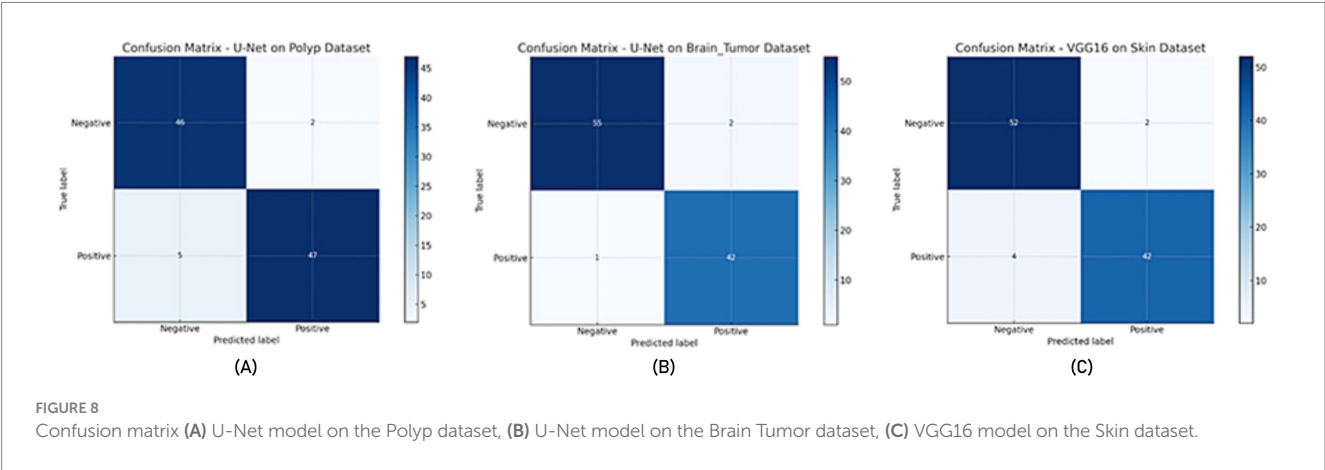 Confusion Matrix - U-Net on Polyp Dataset
Negative
46
2
45
40
35
30
25
20
15
10
5
True label
Positive
5
47
Negative
Positive
Predicted label
(A)
Confusion Matrix - U-Net on Brain_Tumor Dataset
Negative
55
2
50
40
30
20
10
True label
Positive
1
42
Negative
Positive
Predicted label
(B)
Confusion Matrix - VGG16 on Skin Dataset
Negative
52
2
50
40
30
20
10
True label
Positive
4
42
Negative
Positive
Predicted label
(C)
FIGURE 8
Confusion matrix (A) U-Net model on the Polyp dataset, (B) U-Net model on the Brain Tumor dataset, (C) VGG16 model on the Skin dataset.